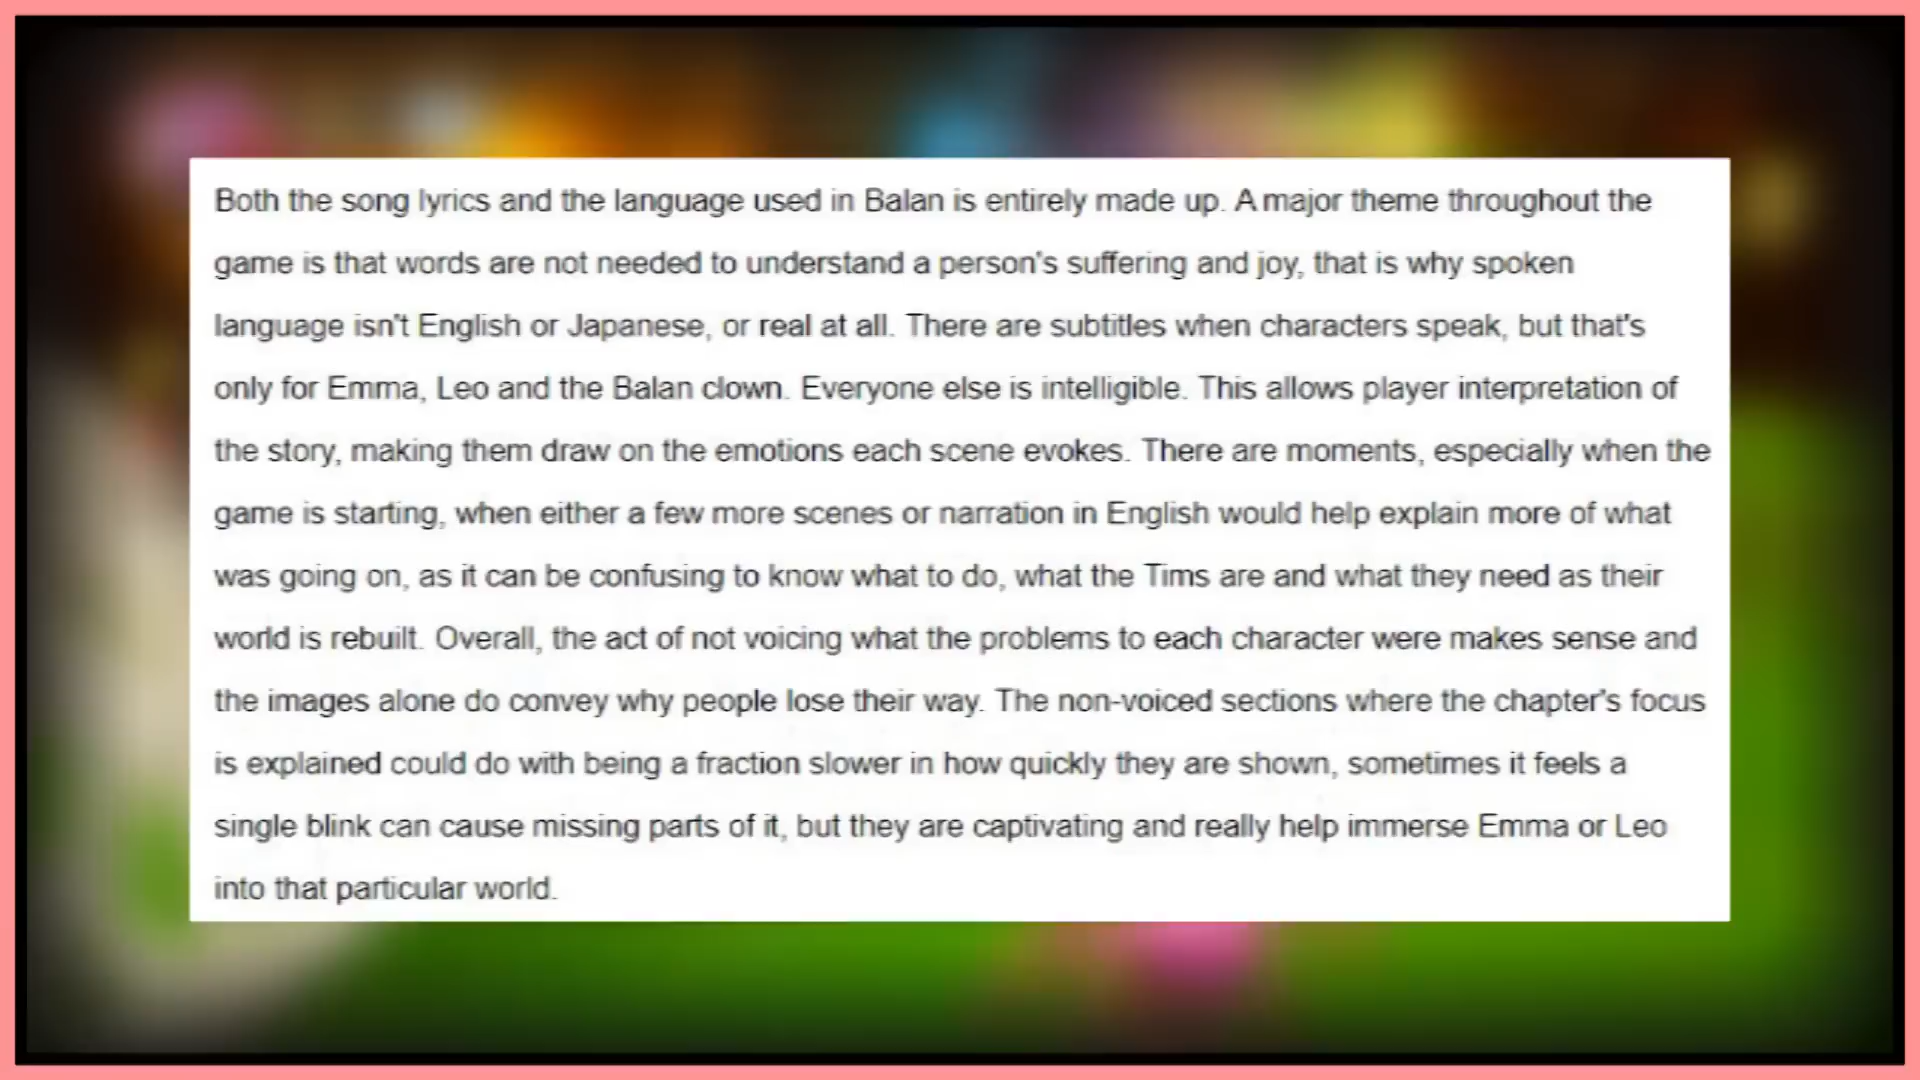 Both the song lyrics and the language used in Balan is entirely made up. A major theme throughout the
game is that words are not needed to understand a person's suffering and joy, that is why spoken
language isn't English or Japanese, or real at all. There are subtitles when characters speak, but that's
only for Emma, Leo and the Balan clown. Everyone else is intelligible. This allows player interpretation of
the story, making them draw on the emotions each scene evokes. There are moments, especially when the
game is starting, when either a few more scenes or narration in English would help explain more of what
was going on, as it can be confusing to know what to do, what the Tims are and what they need as their
world is rebuilt. Overall, the act of not voicing what the problems to each character were makes sense and
the images alone do convey why people lose their way. The non-voiced sections where the chapter's focus
is explained could do with being a fraction slower in how quickly they are shown, sometimes it feels a
single blink can cause missing parts of it, but they are captivating and really help immerse Emma or Leo
into that particular world.